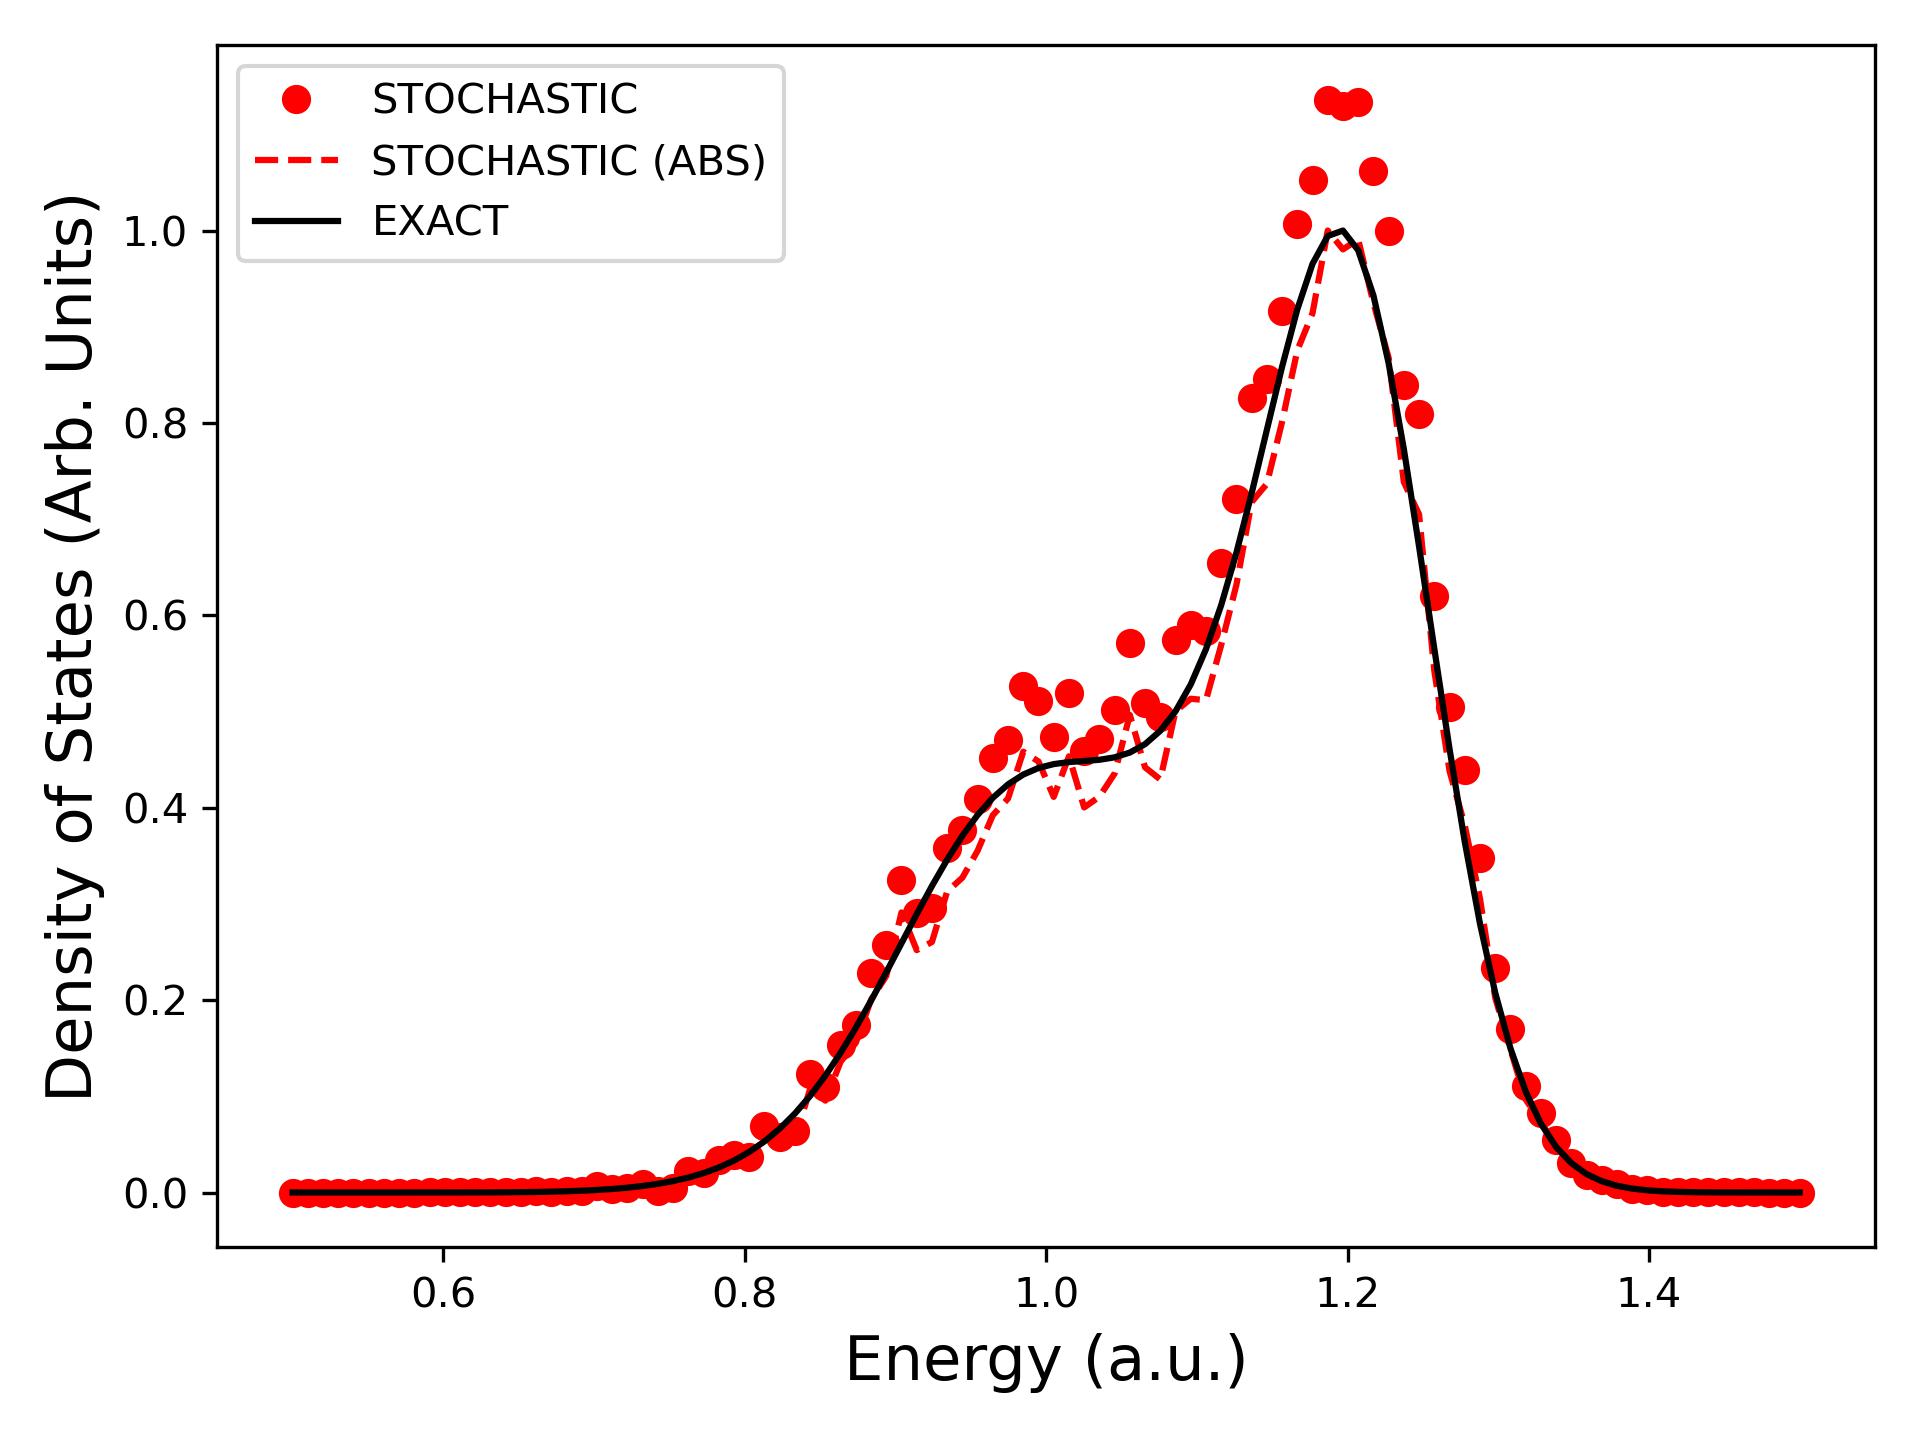 STOCHASTIC
STOCHASTIC (ABS)
EXACT
Density of States (Arb. Units)
1.0
0.8
0.6
0.4
0.2
0.0
0.6 0.8 1.0 1.2 1.4
Energy (a.u.)